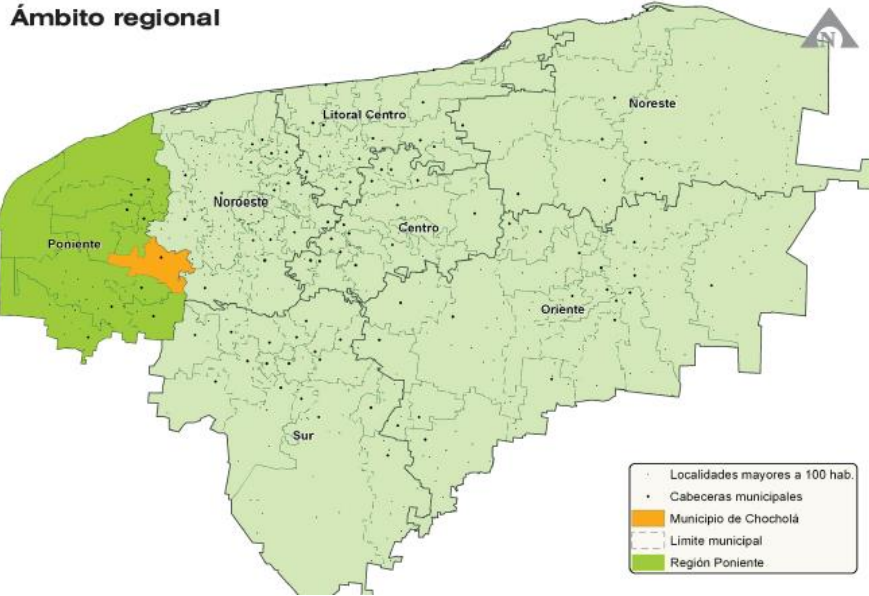 Ámbito regional
N
Litoral Centro
Noreste
Noroeste
Centro
Poniente
Oriente
Sur
Localidades mayores a 100 hab.
Cabeceras municipales
Municipio de Chocholá
Límite municipal
Región Poniente